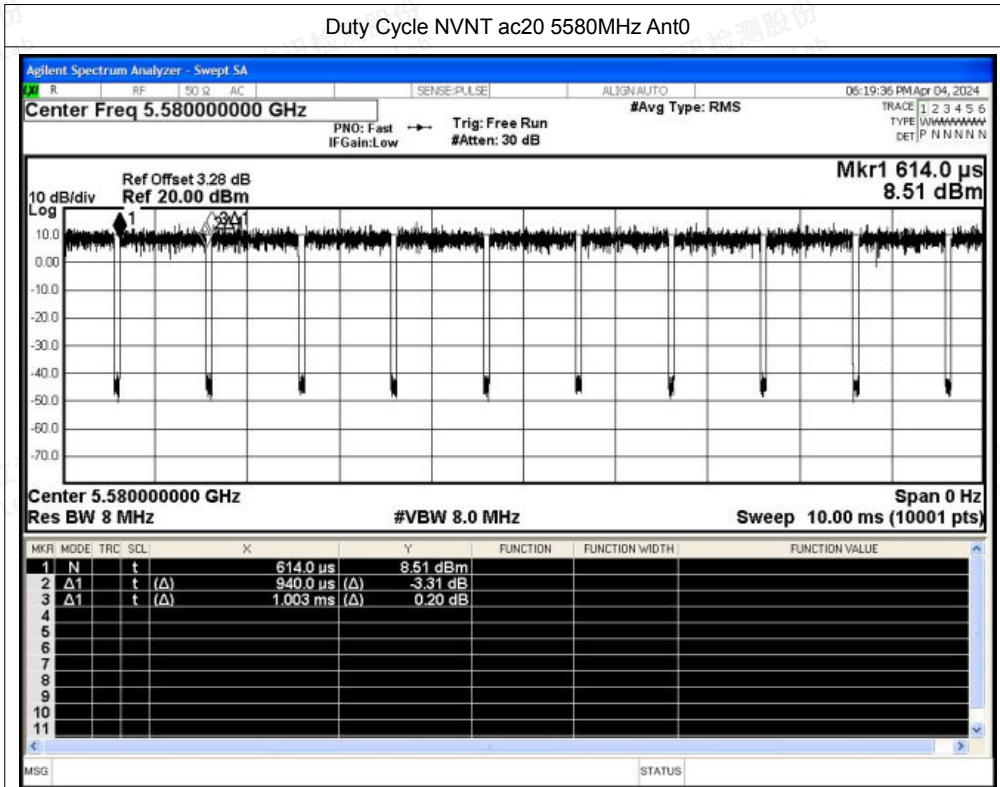 Duty Cycle NVNT ac20 5580MHz Ant0
Agilent Spectrum Analyzer - Swept SA
R RF 50 Ω AC SENSE:PULSE ALIGN AUTO 06:19:36 PM Apr 04, 2024
Center Freq 5.580000000 GHz #Avg Type: RMS TRACE 1 2 3 4 5 6
PNO: Fast Trig: Free Run TYPE
IFGain:Low #Atten: 30 dB DET P N N N N N
Mkr1 614.0 µs
Ref Offset 3.28 dB
10 dB/div Ref 20.00 dBm 8.51 dBm
Log
1
10.0
0.00
-10.0
-20.0
-30.0
-40.0
-50.0
-60.0
-70.0
Center 5.580000000 GHz Span 0 Hz
Res BW 8 MHz #VBW 8.0 MHz Sweep 10.00 ms (10001 pts)
MKR MODE TRC SCL X Y FUNCTION FUNCTION WIDTH FUNCTION VALUE
1 N t 614.0 µs 8.51 dBm
2 Δ1 t (Δ) 940.0 µs (Δ) -3.31 dB
3 Δ1 t (Δ) 1.003 ms (Δ) 0.20 dB
4
5
6
7
8
9
10
11
MSG STATUS